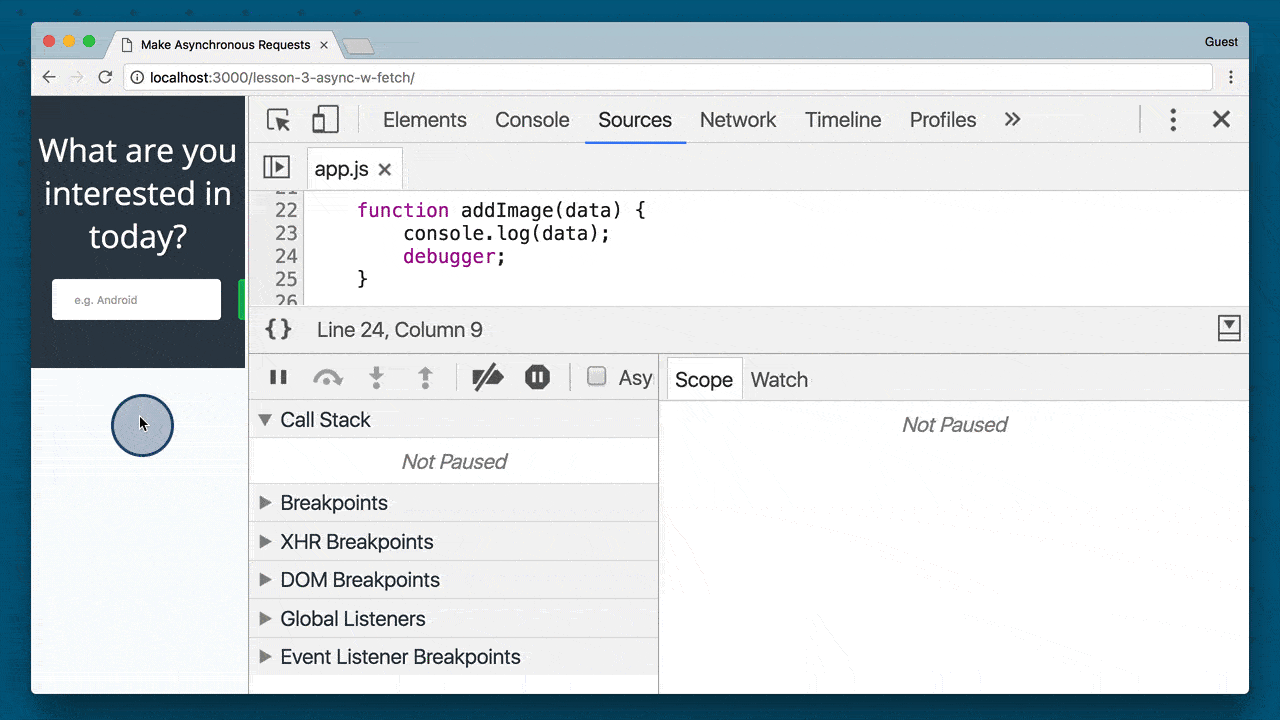 Make Asynchronous Requests
Guest
localhost:3000/lesson-3-async-w-fetch/
What are you
interested in
today?
e.g. Android
Elements Console Sources Network Timeline Profiles
app.js
22 function addImage(data) {
23 console.log(data);
24 debugger;
25 }
26
{} Line 24, Column 9
Asy
Scope Watch
Call Stack
Not Paused
Not Paused
Breakpoints
XHR Breakpoints
DOM Breakpoints
Global Listeners
Event Listener Breakpoints